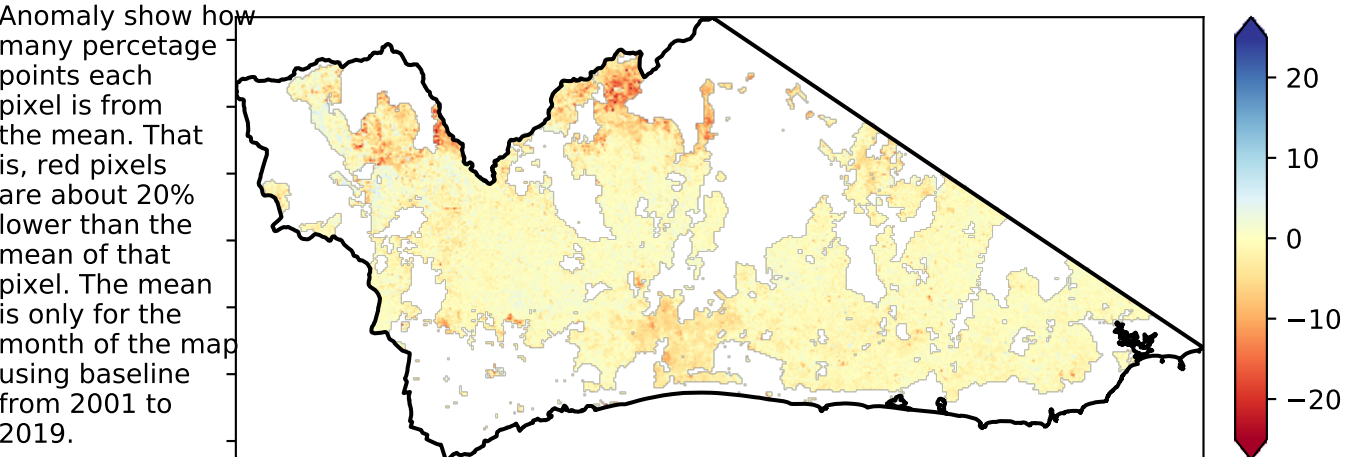 Anomaly show how
many percetage
points each
pixel is from
the mean. That
is, red pixels
are about 20%
lower than the
mean of that
pixel. The mean
is only for the
month of the map
using baseline
from 2001 to
2019.
20
10
0
−10
−20